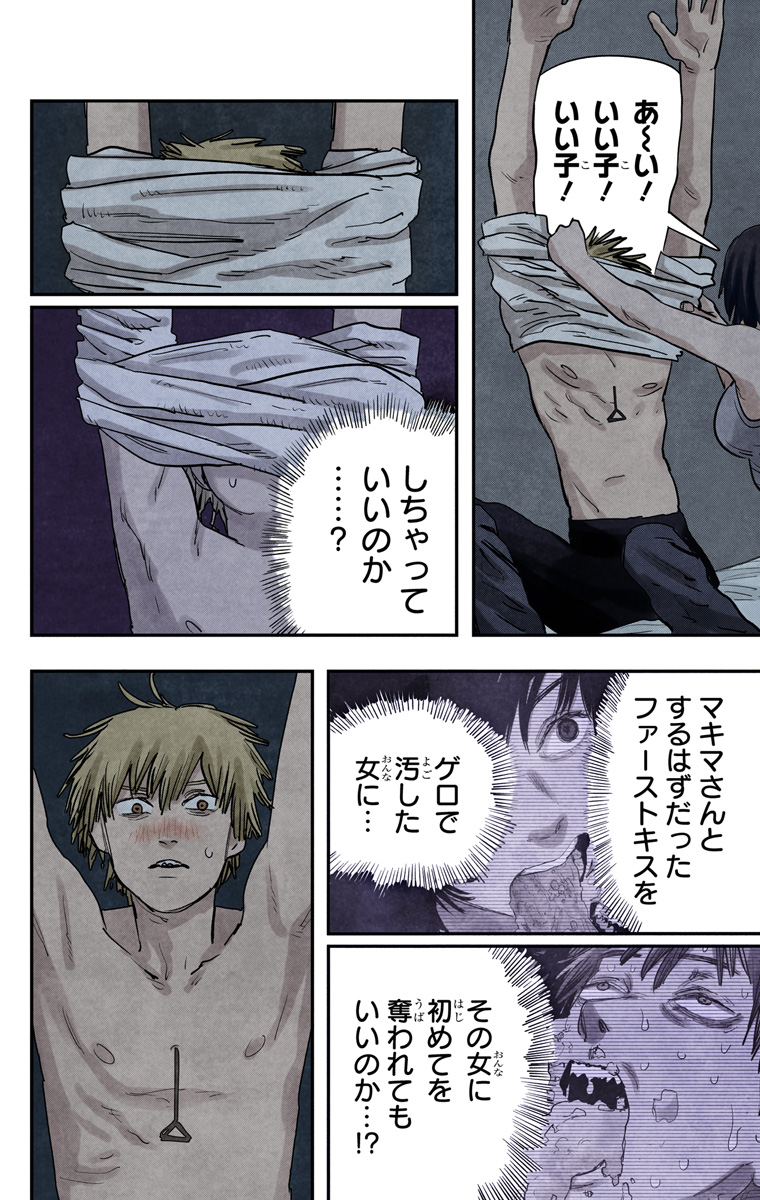 あ〜い!
いい子!
いい子!
しちゃって
いいのか
……?
マキマさんと
するはずだった
ファーストキスを
ゲロで
汚した
女に…
その女に
初めてを
奪われても
いいのか…!?